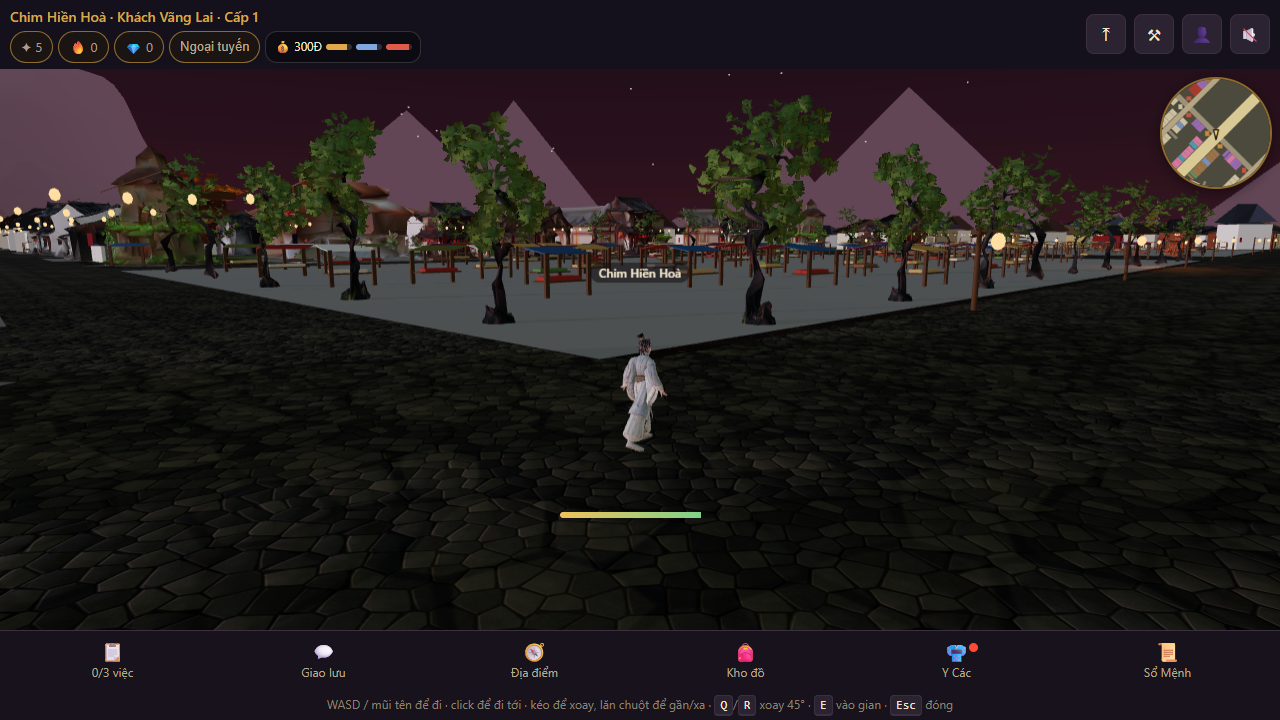 Chim Hiền Hoà · Khách Vãng Lai · Cấp 1
5
0
0
Ngoại tuyến
300Đ
Chim Hiền Hoà
0/3 việc
Giao lưu
Địa điểm
Kho đồ
Y Các
Sổ Mệnh
WASD / mũi tên để đi · click để đi tới · kéo để xoay, lăn chuột để gần/xa · Q / R xoay 45° · E vào gian · Esc đóng